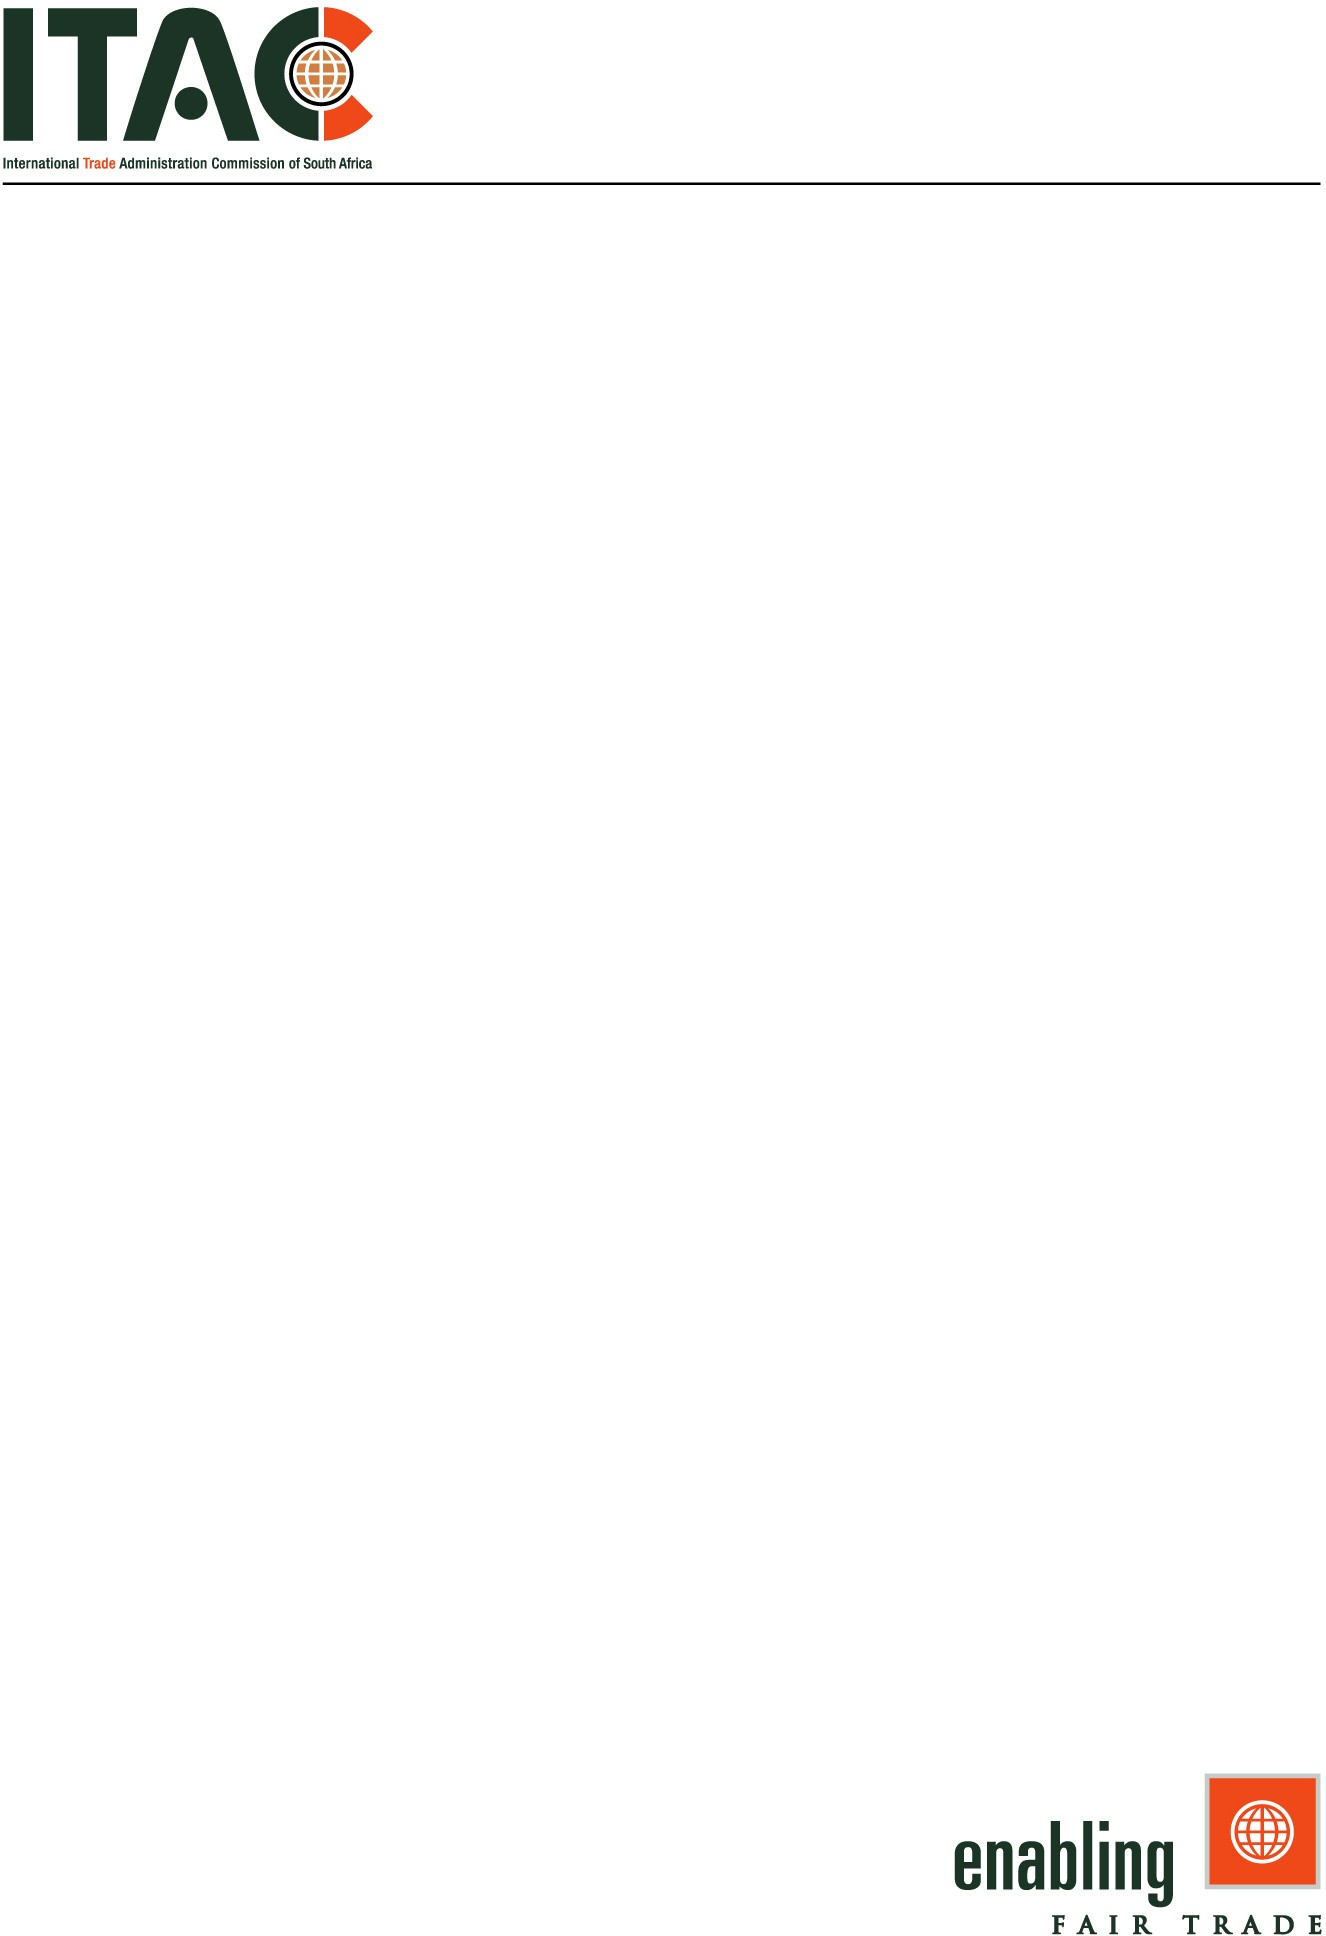 ITAC
International Trade Administration Commission of South Africa
enabling
FAIR TRADE